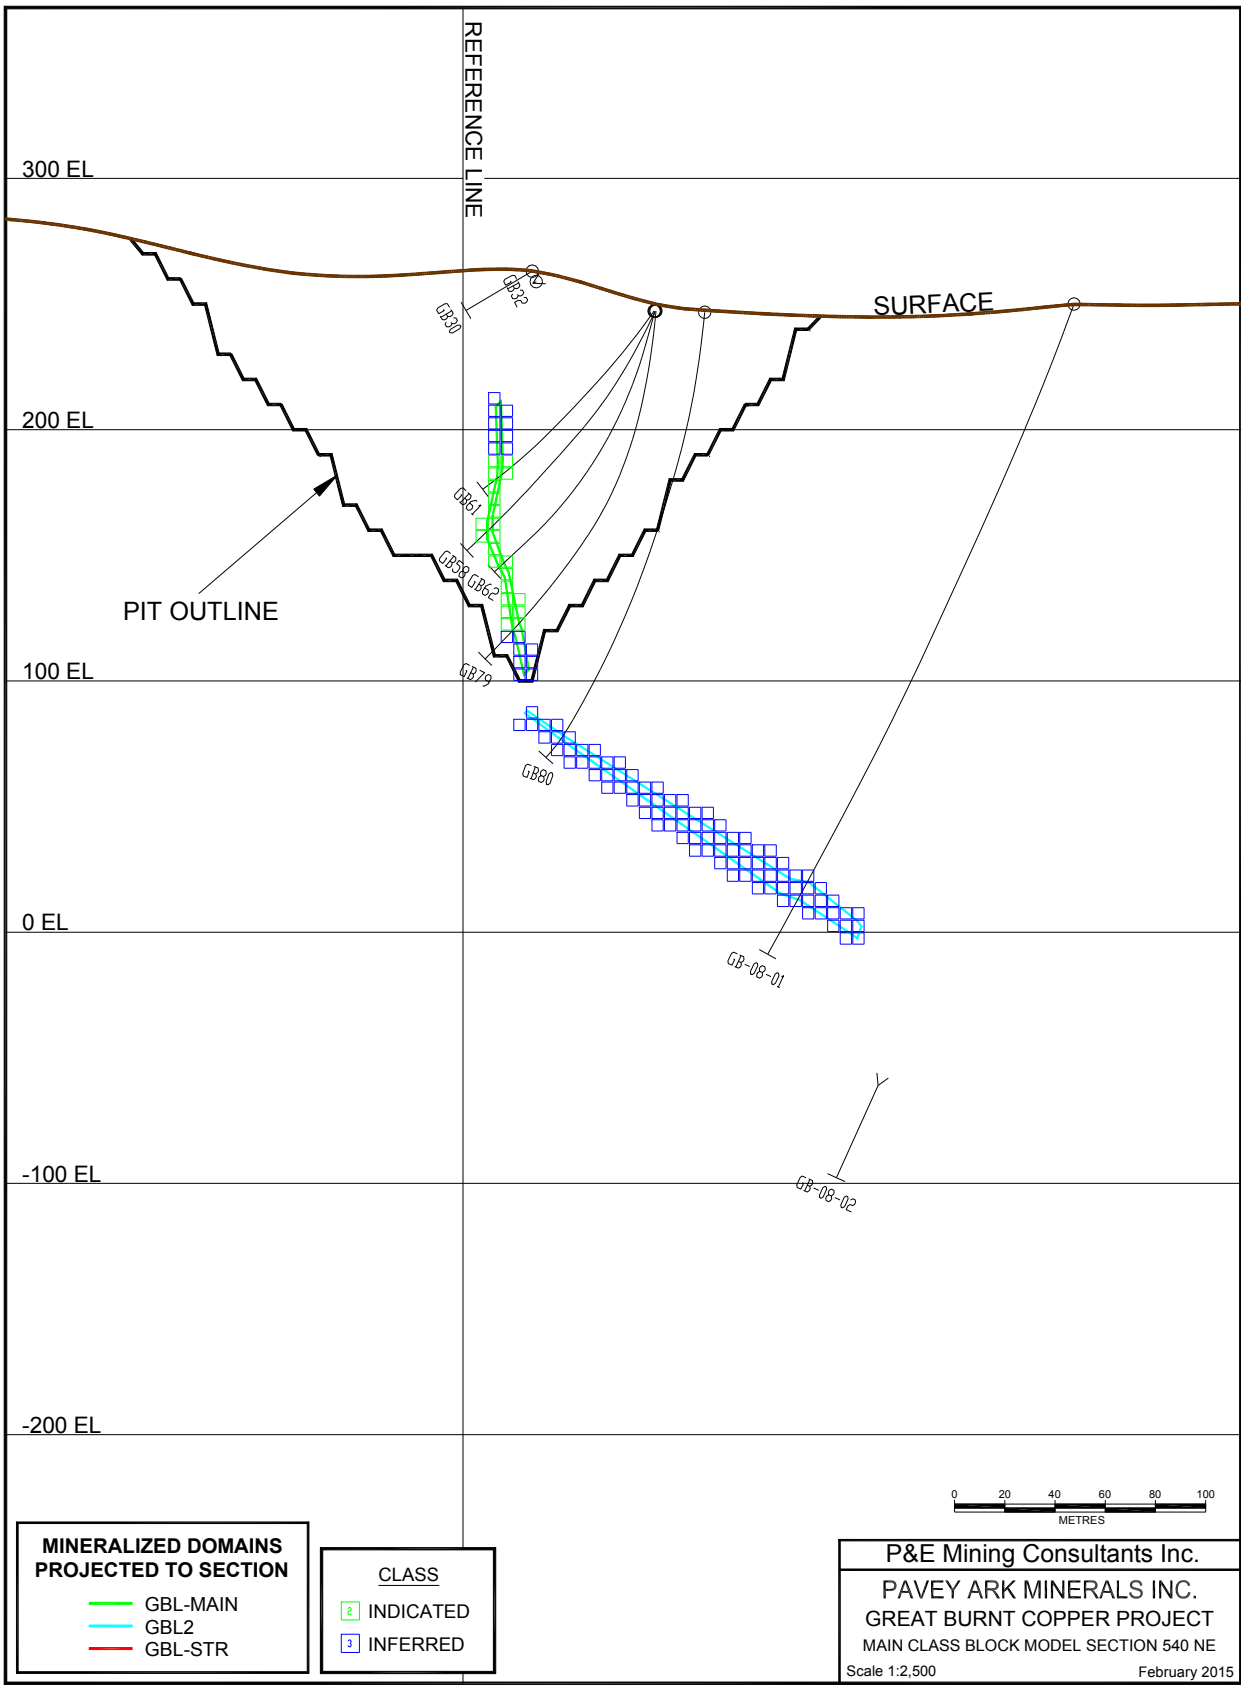 REFERENCE LINE
300 EL
GB32
GB30
SURFACE
200 EL
GB61
GB58
GB62
PIT OUTLINE
GB79
100 EL
GB80
0 EL
GB-08-01
-100 EL
GB-08-02
-200 EL
0 20 40 60 80 100
METRES
MINERALIZED DOMAINS
PROJECTED TO SECTION
GBL-MAIN
GBL2
GBL-STR
CLASS
2 INDICATED
3 INFERRED
P&E Mining Consultants Inc.
PAVEY ARK MINERALS INC.
GREAT BURNT COPPER PROJECT
MAIN CLASS BLOCK MODEL SECTION 540 NE
Scale 1:2,500 February 2015